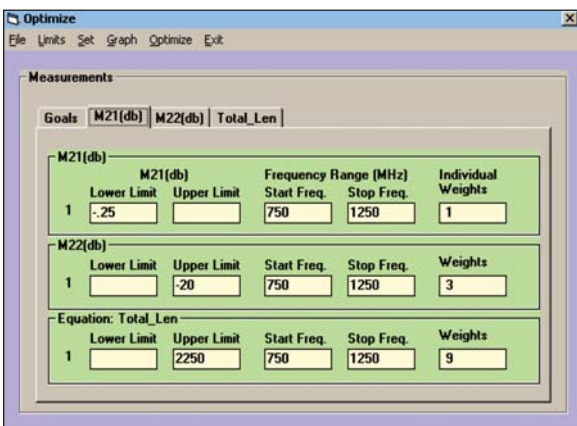 Optimize
File Limits Set Graph Optimize Exit
Measurements
Goals M21(db) M22(db) Total_Len
M21(db)
M21(db) Frequency Range (MHz) Individual
Lower Limit Upper Limit Start Freq. Stop Freq. Weights
1 -.25 750 1250 1
M22(db)
Lower Limit Upper Limit Start Freq. Stop Freq. Weights
1 -20 750 1250 3
Equation: Total_Len
Lower Limit Upper Limit Start Freq. Stop Freq. Weights
1 2250 750 1250 9